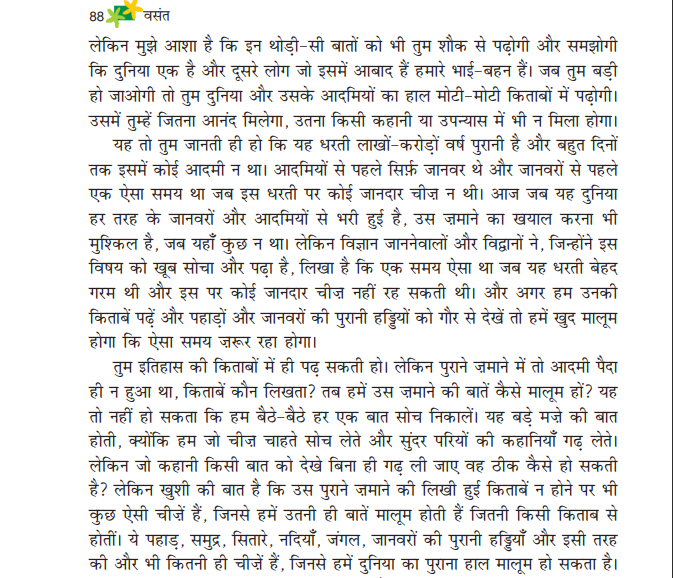 88 वसंत
लेकिन मुझे आशा है कि इन थोड़ी-सी बातों को भी तुम शौक से पढ़ोगी और समझोगी
कि दुनिया एक है और दूसरे लोग जो इसमें आबाद हैं हमारे भाई-बहन हैं। जब तुम बड़ी
हो जाओगी तो तुम दुनिया और उसके आदमियों का हाल मोटी-मोटी किताबों में पढ़ोगी।
उसमें तुम्हें जितना आनंद मिलेगा, उतना किसी कहानी या उपन्यास में भी न मिला होगा।
यह तो तुम जानती ही हो कि यह धरती लाखों-करोड़ों वर्ष पुरानी है और बहुत दिनों
तक इसमें कोई आदमी न था। आदमियों से पहले सिर्फ़ जानवर थे और जानवरों से पहले
एक ऐसा समय था जब इस धरती पर कोई जानदार चीज़ न थी। आज जब यह दुनिया
हर तरह के जानवरों और आदमियों से भरी हुई है, उस ज़माने का खयाल करना भी
मुश्किल है, जब यहाँ कुछ न था। लेकिन विज्ञान जाननेवालों और विद्वानों ने, जिन्होंने इस
विषय को खूब सोचा और पढ़ा है, लिखा है कि एक समय ऐसा था जब यह धरती बेहद
गरम थी और इस पर कोई जानदार चीज़ नहीं रह सकती थी। और अगर हम उनकी
किताबें पढ़ें और पहाड़ों और जानवरों की पुरानी हड्डियों को गौर से देखें तो हमें खुद मालूम
होगा कि ऐसा समय ज़रूर रहा होगा।
तुम इतिहास की किताबों में ही पढ़ सकती हो। लेकिन पुराने ज़माने में तो आदमी पैदा
ही न हुआ था, किताबें कौन लिखता? तब हमें उस ज़माने की बातें कैसे मालूम हों? यह
तो नहीं हो सकता कि हम बैठे-बैठे हर एक बात सोच निकालें। यह बड़े मज़े की बात
होती, क्योंकि हम जो चीज़ चाहते सोच लेते और सुंदर परियों की कहानियाँ गढ़ लेते।
लेकिन जो कहानी किसी बात को देखे बिना ही गढ़ ली जाए वह ठीक कैसे हो सकती
है? लेकिन खुशी की बात है कि उस पुराने ज़माने की लिखी हुई किताबें न होने पर भी
कुछ ऐसी चीज़ें हैं, जिनसे हमें उतनी ही बातें मालूम होती हैं जितनी किसी किताब से
होतीं। ये पहाड़, समुद्र, सितारे, नदियाँ, जंगल, जानवरों की पुरानी हड्डियाँ और इसी तरह
की और भी कितनी ही चीज़ें हैं, जिनसे हमें दुनिया का पुराना हाल मालूम हो सकता है।